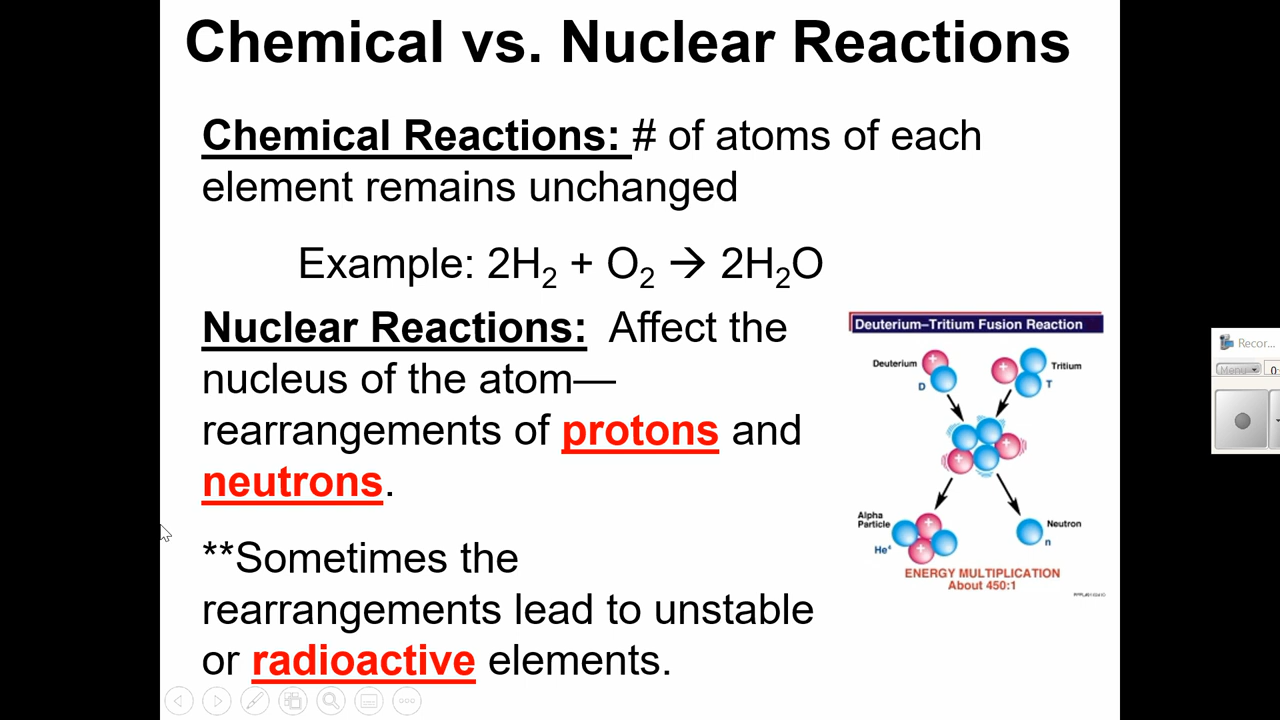 Chemical vs. Nuclear Reactions
Chemical Reactions: # of atoms of each
element remains unchanged
Example: 2H₂ + O₂ → 2H₂O
Nuclear Reactions: Affect the
nucleus of the atom—
rearrangements of protons and
neutrons.
**Sometimes the
rearrangements lead to unstable
or radioactive elements.
Deuterium–Tritium Fusion Reaction
Deuterium
D
+
Tritium
T
+
+
Alpha
Particle
He⁴
+
+
Neutron
n
ENERGY MULTIPLICATION
About 450:1
Recor...
Menu
0: